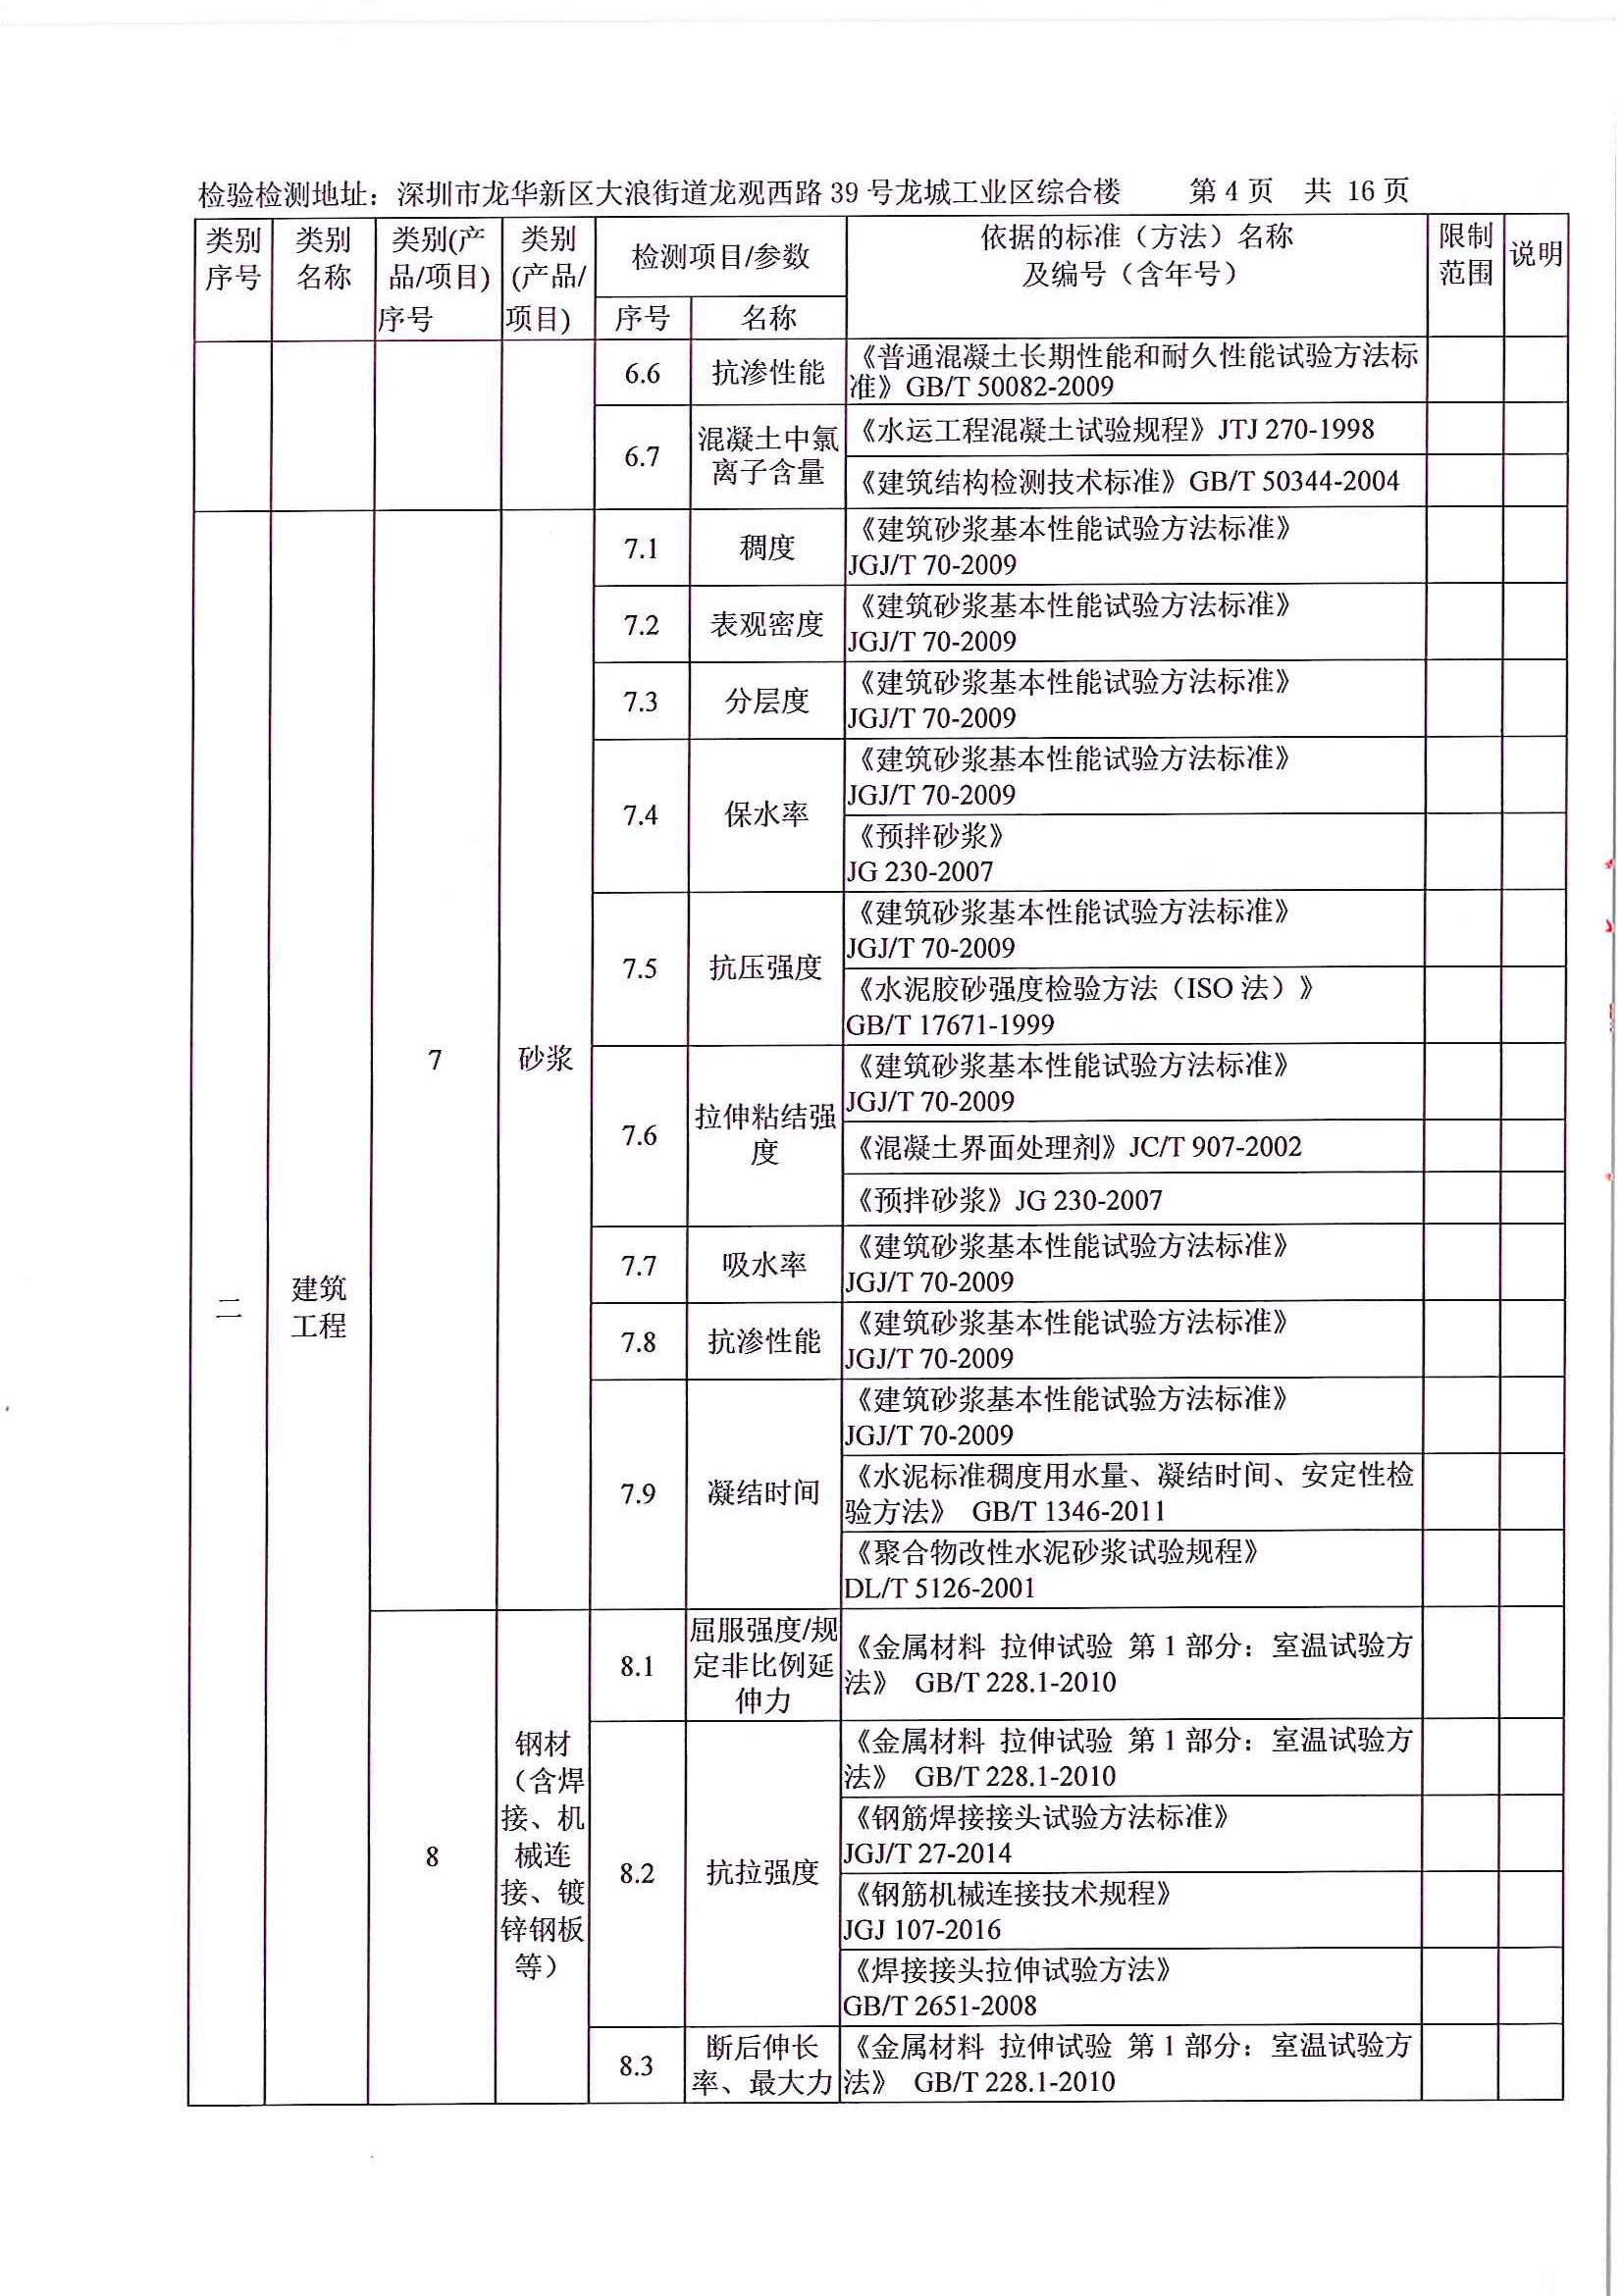 检验检测地址：深圳市龙华新区大浪街道龙观西路 39 号龙城工业区综合楼 第 4 页 共 16 页
类别序号 类别名称 类别(产品/项目)序号 类别(产品/项目) 检测项目/参数 依据的标准（方法）名称及编号（含年号） 限制范围 说明
序号 名称
6.6 抗渗性能 《普通混凝土长期性能和耐久性能试验方法标
准》GB/T 50082-2009
6.7 混凝土中氯离子含量 《水运工程混凝土试验规程》JTJ 270-1998
《建筑结构检测技术标准》GB/T 50344-2004
二 建筑工程
7 砂浆
7.1 稠度 《建筑砂浆基本性能试验方法标准》
JGJ/T 70-2009
7.2 表观密度 《建筑砂浆基本性能试验方法标准》
JGJ/T 70-2009
7.3 分层度 《建筑砂浆基本性能试验方法标准》
JGJ/T 70-2009
7.4 保水率 《建筑砂浆基本性能试验方法标准》
JGJ/T 70-2009
《预拌砂浆》
JG 230-2007
7.5 抗压强度 《建筑砂浆基本性能试验方法标准》
JGJ/T 70-2009
《水泥胶砂强度检验方法（ISO 法）》
GB/T 17671-1999
7.6 拉伸粘结强度 《建筑砂浆基本性能试验方法标准》
JGJ/T 70-2009
《混凝土界面处理剂》JC/T 907-2002
《预拌砂浆》JG 230-2007
7.7 吸水率 《建筑砂浆基本性能试验方法标准》
JGJ/T 70-2009
7.8 抗渗性能 《建筑砂浆基本性能试验方法标准》
JGJ/T 70-2009
7.9 凝结时间 《建筑砂浆基本性能试验方法标准》
JGJ/T 70-2009
《水泥标准稠度用水量、凝结时间、安定性检
验方法》 GB/T 1346-2011
《聚合物改性水泥砂浆试验规程》
DL/T 5126-2001
8 钢材（含焊接、机械连接、镀锌钢板等）
8.1 屈服强度/规定非比例延伸力 《金属材料 拉伸试验 第 1 部分：室温试验方
法》 GB/T 228.1-2010
8.2 抗拉强度 《金属材料 拉伸试验 第 1 部分：室温试验方
法》 GB/T 228.1-2010
《钢筋焊接接头试验方法标准》
JGJ/T 27-2014
《钢筋机械连接技术规程》
JGJ 107-2016
《焊接接头拉伸试验方法》
GB/T 2651-2008
8.3 断后伸长率、最大力 《金属材料 拉伸试验 第 1 部分：室温试验方
法》 GB/T 228.1-2010